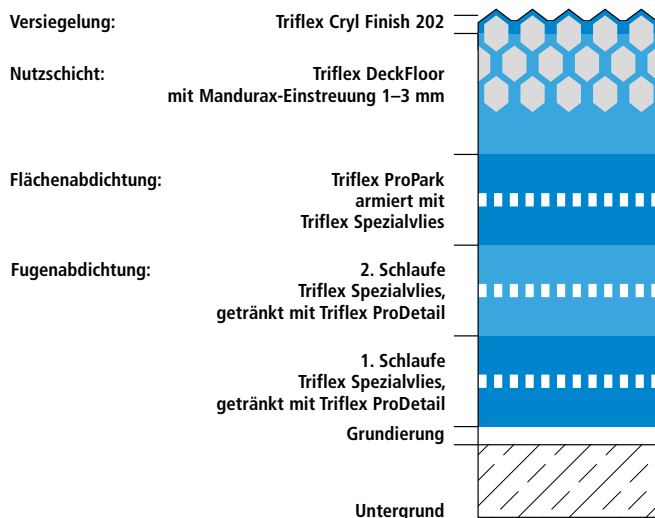 Versiegelung: Triflex Cryl Finish 202
Nutzschicht: Triflex DeckFloor
mit Mandurax-Einstreuung 1–3 mm
Flächenabdichtung: Triflex ProPark
armiert mit
Triflex Spezialvlies
Fugenabdichtung: 2. Schlaufe
Triflex Spezialvlies,
getränkt mit Triflex ProDetail
1. Schlaufe
Triflex Spezialvlies,
getränkt mit Triflex ProDetail
Grundierung
Untergrund